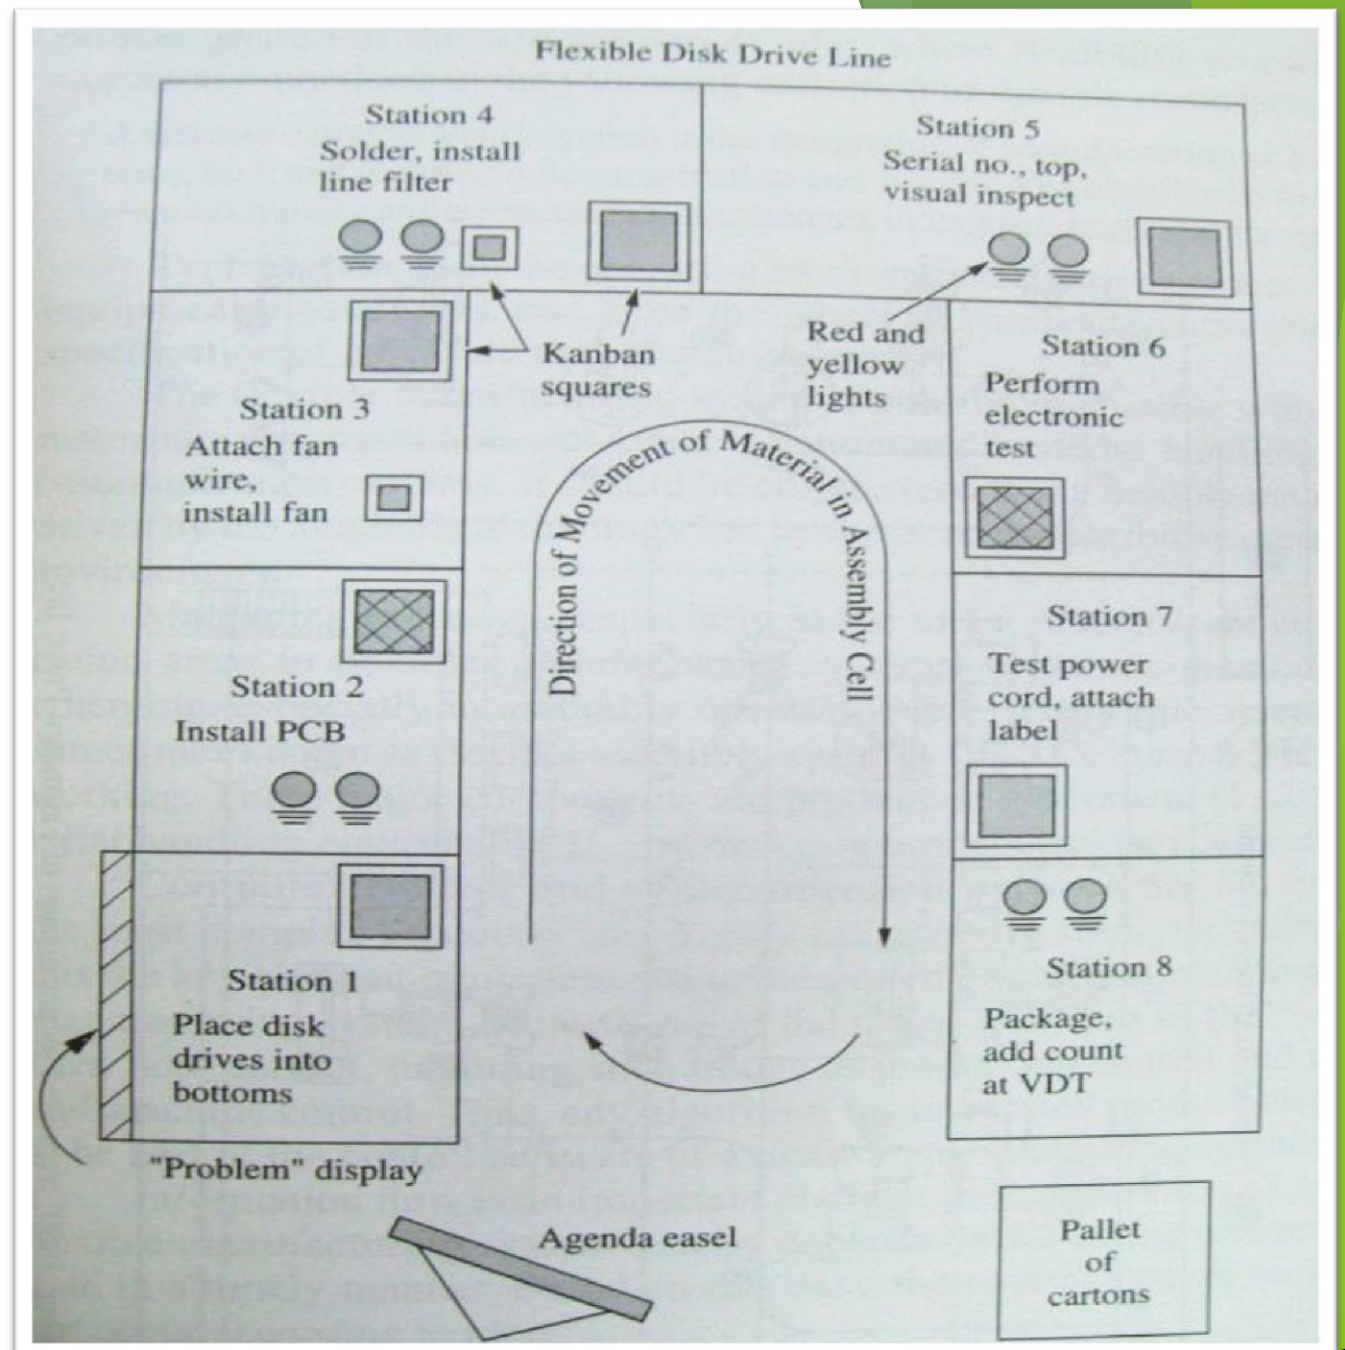 Flexible Disk Drive Line
Station 4
Solder, install
line filter
Station 5
Serial no., top,
visual inspect
Kanban
squares
Red and
yellow
lights
Station 3
Attach fan
wire,
install fan
Station 6
Perform
electronic
test
Direction of Movement of Material in Assembly Cell
Station 2
Install PCB
Station 7
Test power
cord, attach
label
Station 1
Place disk
drives into
bottoms
Station 8
Package,
add count
at VDT
"Problem" display
Agenda easel
Pallet
of
cartons